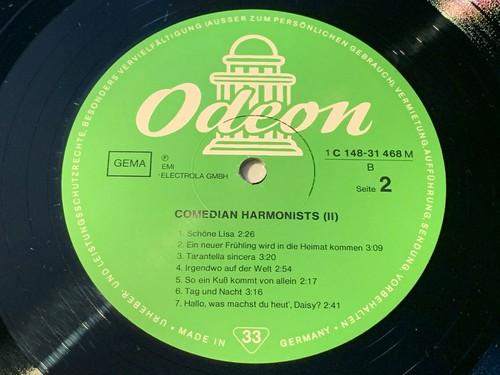 URHEBER- UND LEISTUNGSSCHUTZRECHTE, BESONDERS VERVIELFÄLTIGUNG (AUSSER ZUM PERSÖNLICHEN GEBRAUCH), VERMIETUNG, AUFFÜHRUNG, SENDUNG, VORBEHALTEN
Odeon
GEMA
℗
EMI
ELECTROLA GMBH
1 C 148-31 468 M
B
Seite 2
COMEDIAN HARMONISTS (II)
1. Schöne Lisa 2:26
2. Ein neuer Frühling wird in die Heimat kommen 3:09
3. Tarantella sincera 3:20
4. Irgendwo auf der Welt 2:54
5. So ein Kuß kommt von allein 2:17
6. Tag und Nacht 3:16
7. Hallo, was machst du heut', Daisy? 2:41
• MADE IN 33 GERMANY •